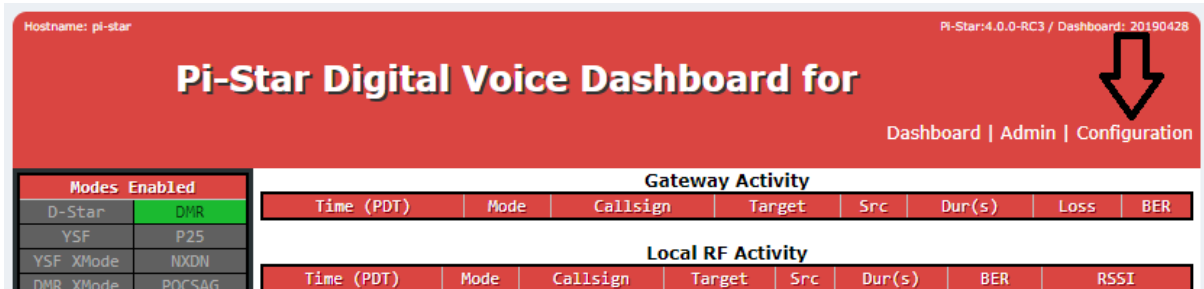 Hostname: pi-star Pi-Star:4.0.0-RC3 / Dashboard: 20190428
Pi-Star Digital Voice Dashboard for
Dashboard | Admin | Configuration
Modes Enabled
D-Star DMR
YSF P25
YSF XMode NXDN
DMR XMode POCSAG
Gateway Activity
Time (PDT) Mode Callsign Target Src Dur(s) Loss BER
Local RF Activity
Time (PDT) Mode Callsign Target Src Dur(s) BER RSSI